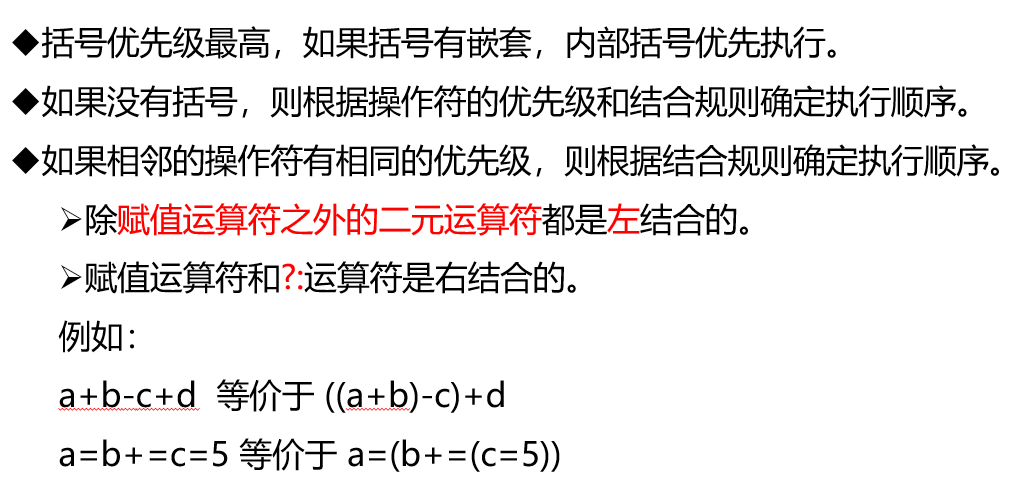 ◆括号优先级最高，如果括号有嵌套，内部括号优先执行。
◆如果没有括号，则根据操作符的优先级和结合规则确定执行顺序。
◆如果相邻的操作符有相同的优先级，则根据结合规则确定执行顺序。
➢除赋值运算符之外的二元运算符都是左结合的。
➢赋值运算符和?:运算符是右结合的。
例如：
a+b-c+d 等价于 ((a+b)-c)+d
a=b+=c=5 等价于 a=(b+=(c=5))